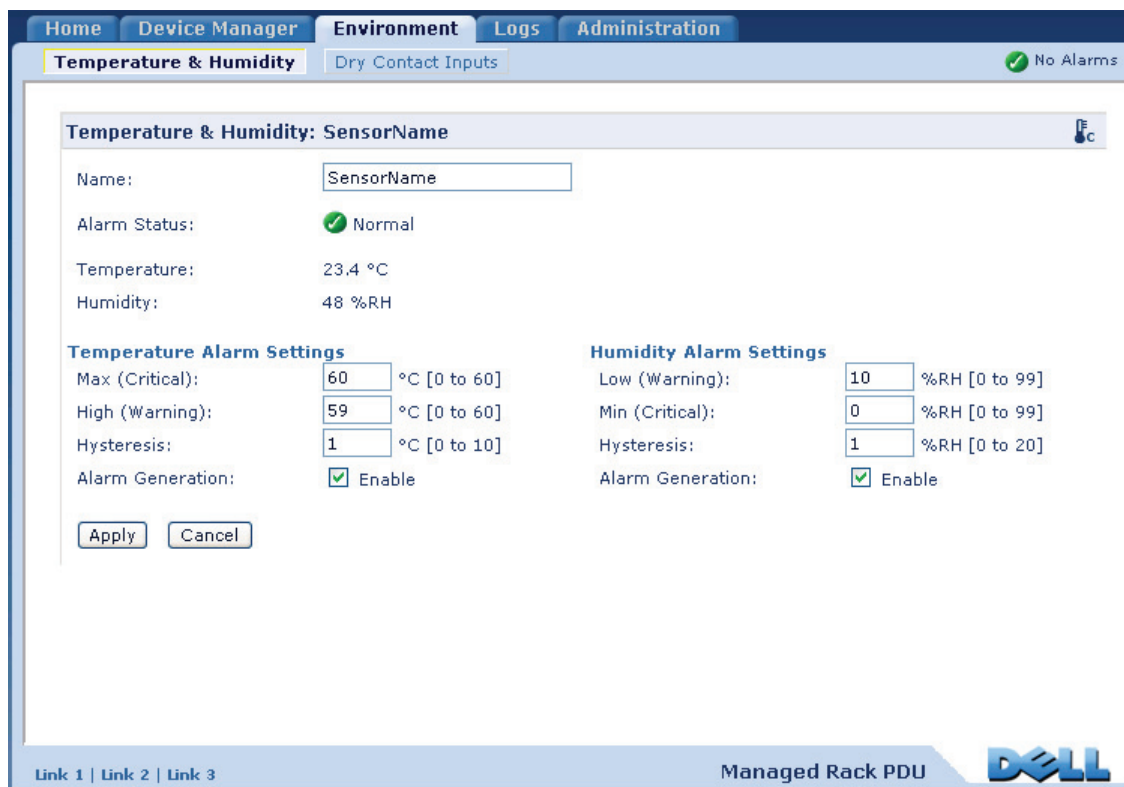 Home Device Manager Environment Logs Administration
Temperature & Humidity Dry Contact Inputs No Alarms
Temperature & Humidity: SensorName
C
Name: SensorName
Alarm Status: Normal
Temperature: 23.4 °C
Humidity: 48 %RH
Temperature Alarm Settings
Max (Critical): 60 °C [0 to 60]
High (Warning): 59 °C [0 to 60]
Hysteresis: 1 °C [0 to 10]
Alarm Generation: Enable
Humidity Alarm Settings
Low (Warning): 10 %RH [0 to 99]
Min (Critical): 0 %RH [0 to 99]
Hysteresis: 1 %RH [0 to 20]
Alarm Generation: Enable
Apply Cancel
Link 1 | Link 2 | Link 3
Managed Rack PDU
DELL